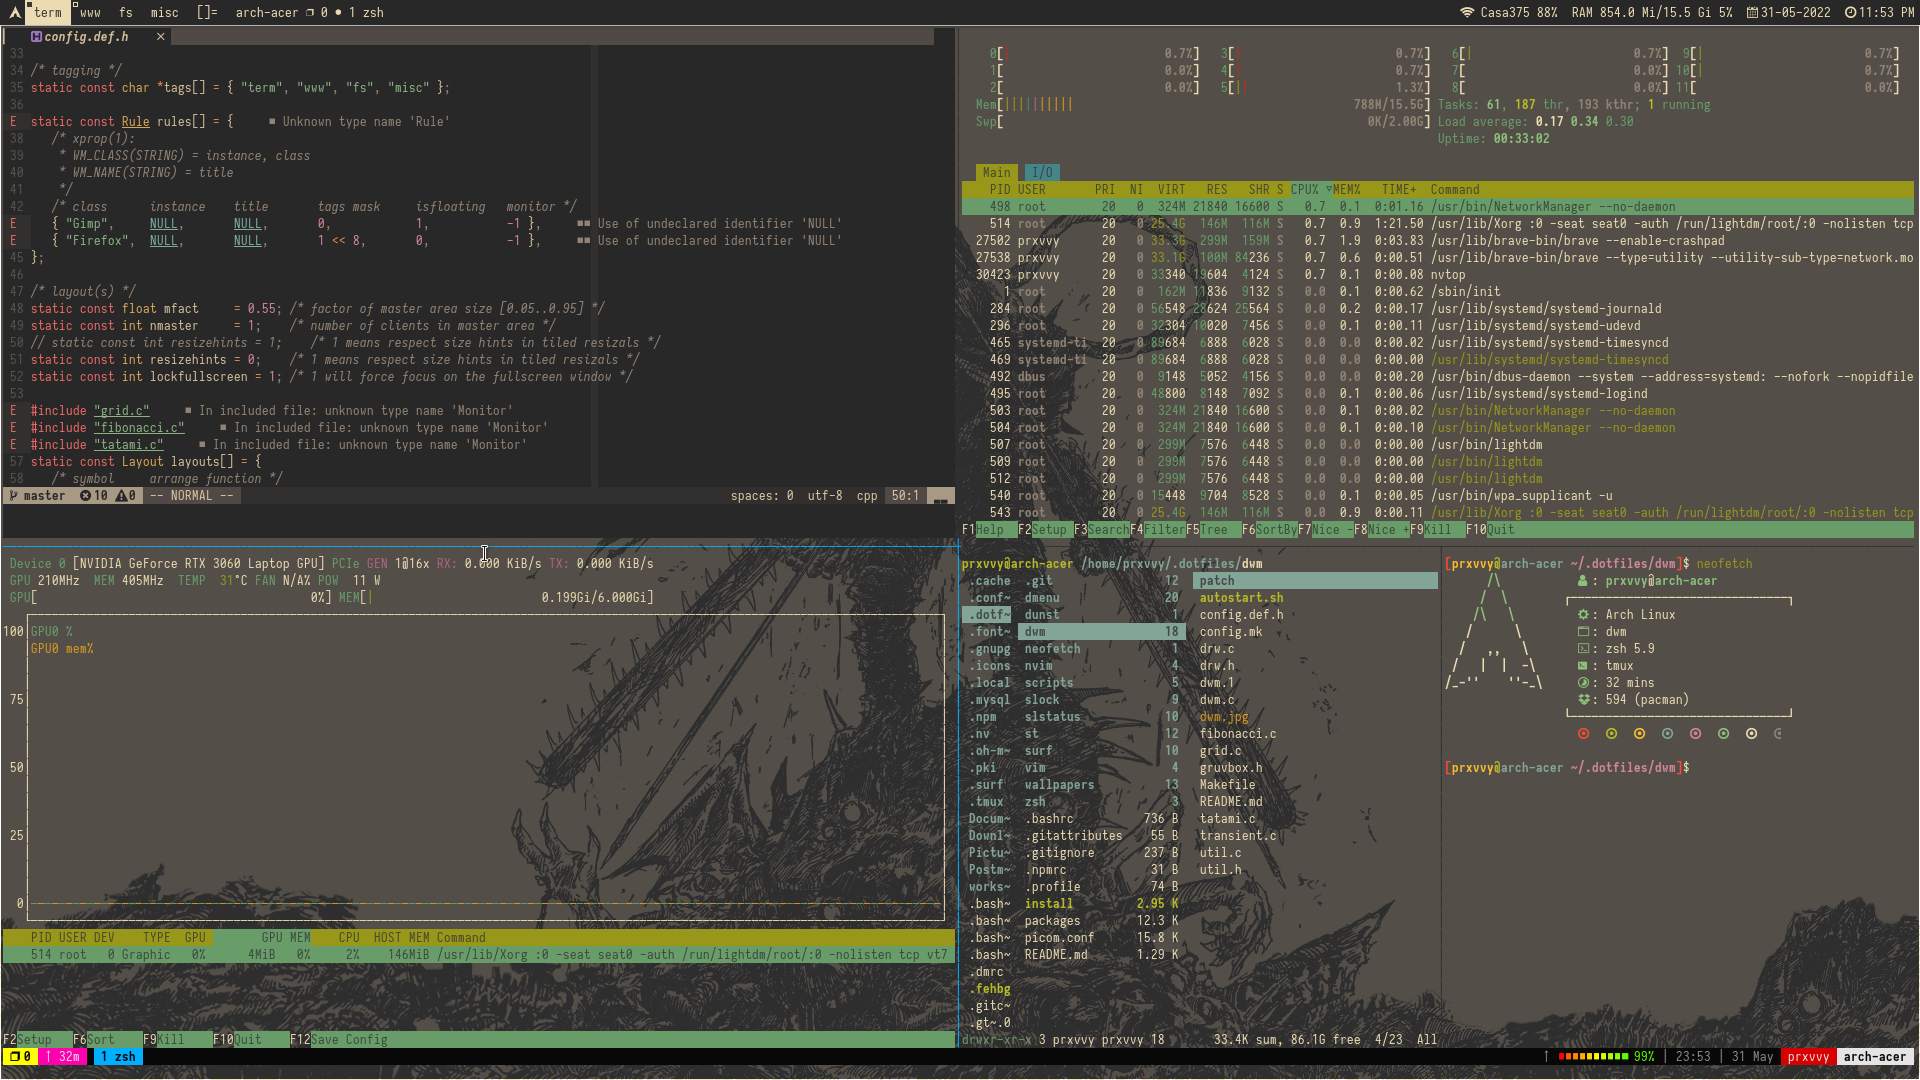 term www fs misc []= arch-acer 0 • 1 zsh
Casa375 88% RAM 854.0 Mi/15.5 Gi 5% 31-05-2022 11:53 PM
config.def.h ×
33
34 /* tagging */
35 static const char *tags[] = { "term", "www", "fs", "misc" };
36
E static const Rule rules[] = { ■ Unknown type name 'Rule'
38 /* xprop(1):
39 * WM_CLASS(STRING) = instance, class
40 * WM_NAME(STRING) = title
41 */
42 /* class instance title tags mask isfloating monitor */
E { "Gimp", NULL, NULL, 0, 1, -1 }, ■■ Use of undeclared identifier 'NULL'
E { "Firefox", NULL, NULL, 1 << 8, 0, -1 }, ■■ Use of undeclared identifier 'NULL'
45 };
46
47 /* layout(s) */
48 static const float mfact = 0.55; /* factor of master area size [0.05..0.95] */
49 static const int nmaster = 1; /* number of clients in master area */
50 // static const int resizehints = 1; /* 1 means respect size hints in tiled resizals */
51 static const int resizehints = 0; /* 1 means respect size hints in tiled resizals */
52 static const int lockfullscreen = 1; /* 1 will force focus on the fullscreen window */
53
E #include "grid.c" ■ In included file: unknown type name 'Monitor'
E #include "fibonacci.c" ■ In included file: unknown type name 'Monitor'
E #include "tatami.c" ■ In included file: unknown type name 'Monitor'
57 static const Layout layouts[] = {
58 /* symbol arrange function */
master 10 0 -- NORMAL -- spaces: 0 utf-8 cpp 50:1
0[ 0.7%] 3[ 0.7%] 6[| 0.7%] 9[| 0.7%]
1[ 0.0%] 4[ 0.7%] 7[ 0.0%] 10[| 0.7%]
2[ 0.0%] 5[|| 1.3%] 8[ 0.0%] 11[ 0.0%]
Mem[|||||||||| 788M/15.5G] Tasks: 61, 187 thr, 193 kthr; 1 running
Swp[ 0K/2.00G] Load average: 0.17 0.34 0.30
Uptime: 00:33:02
Main I/O
PID USER PRI NI VIRT RES SHR S CPU%▽MEM% TIME+ Command
498 root 20 0 324M 21840 16600 S 0.7 0.1 0:01.16 /usr/bin/NetworkManager --no-daemon
514 root 20 0 25.4G 146M 116M S 0.7 0.9 1:21.50 /usr/lib/Xorg :0 -seat seat0 -auth /run/lightdm/root/:0 -nolisten tcp
27502 prxvvy 20 0 33.3G 299M 159M S 0.7 1.9 0:03.83 /usr/lib/brave-bin/brave --enable-crashpad
27538 prxvvy 20 0 33.1G 100M 84236 S 0.7 0.6 0:00.51 /usr/lib/brave-bin/brave --type=utility --utility-sub-type=network.mo
30423 prxvvy 20 0 33340 19604 4124 S 0.7 0.1 0:00.08 nvtop
1 root 20 0 162M 11836 9132 S 0.0 0.1 0:00.62 /sbin/init
284 root 20 0 56548 28624 25564 S 0.0 0.2 0:00.17 /usr/lib/systemd/systemd-journald
296 root 20 0 32304 10020 7456 S 0.0 0.1 0:00.11 /usr/lib/systemd/systemd-udevd
465 systemd-ti 20 0 89684 6888 6028 S 0.0 0.0 0:00.02 /usr/lib/systemd/systemd-timesyncd
469 systemd-ti 20 0 89684 6888 6028 S 0.0 0.0 0:00.00 /usr/lib/systemd/systemd-timesyncd
492 dbus 20 0 9148 5052 4156 S 0.0 0.0 0:00.20 /usr/bin/dbus-daemon --system --address=systemd: --nofork --nopidfile
495 root 20 0 48800 8148 7092 S 0.0 0.1 0:00.06 /usr/lib/systemd/systemd-logind
503 root 20 0 324M 21840 16600 S 0.0 0.1 0:00.02 /usr/bin/NetworkManager --no-daemon
504 root 20 0 324M 21840 16600 S 0.0 0.1 0:00.10 /usr/bin/NetworkManager --no-daemon
507 root 20 0 299M 7576 6448 S 0.0 0.0 0:00.00 /usr/bin/lightdm
509 root 20 0 299M 7576 6448 S 0.0 0.0 0:00.00 /usr/bin/lightdm
512 root 20 0 299M 7576 6448 S 0.0 0.0 0:00.00 /usr/bin/lightdm
540 root 20 0 15448 9704 8528 S 0.0 0.1 0:00.05 /usr/bin/wpa_supplicant -u
543 root 20 0 25.4G 146M 116M S 0.0 0.9 0:00.11 /usr/lib/Xorg :0 -seat seat0 -auth /run/lightdm/root/:0 -nolisten tcp
F1Help F2Setup F3SearchF4FilterF5Tree F6SortByF7Nice -F8Nice +F9Kill F10Quit
Device 0 [NVIDIA GeForce RTX 3060 Laptop GPU] PCIe GEN 1@16x RX: 0.000 KiB/s TX: 0.000 KiB/s
GPU 210MHz MEM 405MHz TEMP 31°C FAN N/A% POW 11 W
GPU[ 0%] MEM[| 0.199Gi/6.000Gi]
100 GPU0 %
GPU0 mem%
75
50
25
0
PID USER DEV TYPE GPU GPU MEM CPU HOST MEM Command
514 root 0 Graphic 0% 4MiB 0% 2% 146MiB /usr/lib/Xorg :0 -seat seat0 -auth /run/lightdm/root/:0 -nolisten tcp vt7
F2Setup F6Sort F9Kill F10Quit F12Save Config
prxvvy@arch-acer /home/prxvvy/.dotfiles/dwm
.cache .git 12 patch
.conf~ dmenu 20 autostart.sh
.dotf~ dunst 1 config.def.h
.font~ dwm 18 config.mk
.gnupg neofetch 1 drw.c
.icons nvim 4 drw.h
.local scripts 5 dwm.1
.mysql slock 9 dwm.c
.npm slstatus 10 dwm.jpg
.nv st 12 fibonacci.c
.oh-m~ surf 10 grid.c
.pki vim 4 gruvbox.h
.surf wallpapers 13 Makefile
.tmux zsh 3 README.md
Docum~ .bashrc 736 B tatami.c
Downl~ .gitattributes 55 B transient.c
Pictu~ .gitignore 237 B util.c
Postm~ .npmrc 31 B util.h
works~ .profile 74 B
.bash~ install 2.95 K
.bash~ packages 12.3 K
.bash~ picom.conf 15.8 K
.bash~ README.md 1.29 K
.dmrc
.fehbg
.gitc~
.gt~.0
drwxr-xr-x 3 prxvvy prxvvy 18 33.4K sum, 86.1G free 4/23 All
[prxvvy@arch-acer ~/.dotfiles/dwm]$ neofetch
: prxvvy@arch-acer
: Arch Linux
: dwm
: zsh 5.9
: tmux
: 32 mins
: 594 (pacman)
[prxvvy@arch-acer ~/.dotfiles/dwm]$
0 ↑ 32m 1 zsh
↑ 99% | 23:53 | 31 May prxvvy arch-acer